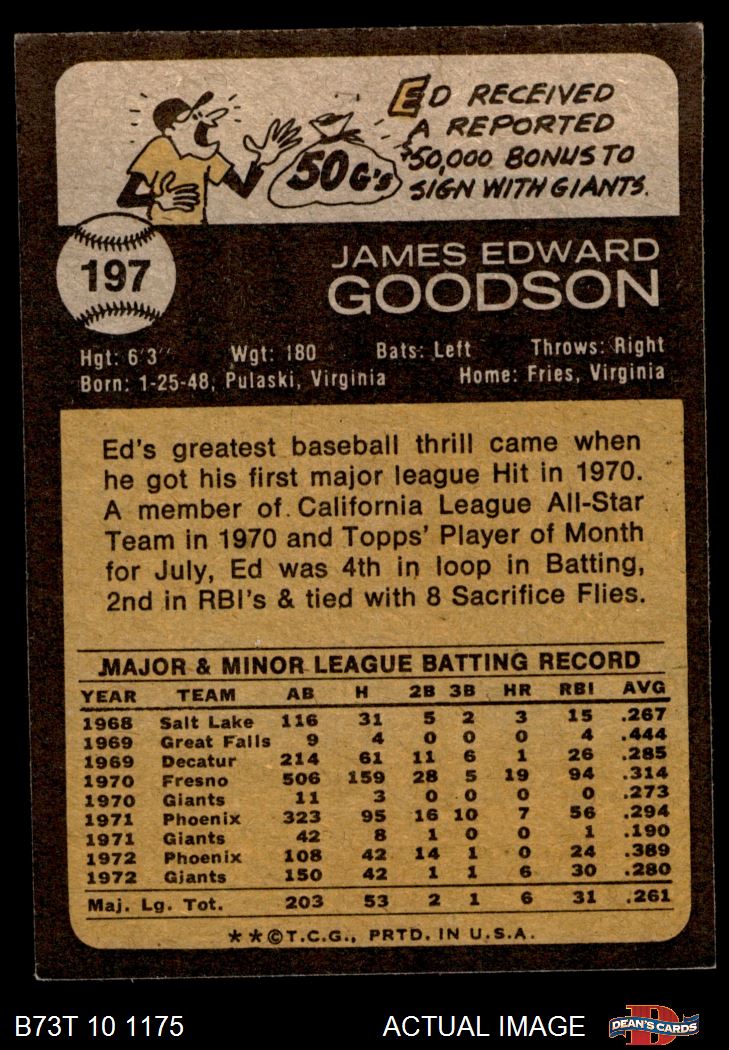 ED RECEIVED
A REPORTED
$50,000 BONUS TO
SIGN WITH GIANTS.
50 G's
197
JAMES EDWARD
GOODSON
Hgt: 6'3" Wgt: 180 Bats: Left Throws: Right
Born: 1-25-48, Pulaski, Virginia Home: Fries, Virginia
Ed's greatest baseball thrill came when
he got his first major league Hit in 1970.
A member of California League All-Star
Team in 1970 and Topps' Player of Month
for July, Ed was 4th in loop in Batting,
2nd in RBI's & tied with 8 Sacrifice Flies.
MAJOR & MINOR LEAGUE BATTING RECORD
YEAR TEAM AB H 2B 3B HR RBI AVG
1968 Salt Lake 116 31 5 2 3 15 .267
1969 Great Falls 9 4 0 0 0 4 .444
1969 Decatur 214 61 11 6 1 26 .285
1970 Fresno 506 159 28 5 19 94 .314
1970 Giants 11 3 0 0 0 0 .273
1971 Phoenix 323 95 16 10 7 56 .294
1971 Giants 42 8 1 0 0 1 .190
1972 Phoenix 108 42 14 1 0 24 .389
1972 Giants 150 42 1 1 6 30 .280
Maj. Lg. Tot. 203 53 2 1 6 31 .261
**©T.C.G., PRTD. IN U.S.A.
B73T 10 1175 ACTUAL IMAGE DEAN'S CARDS